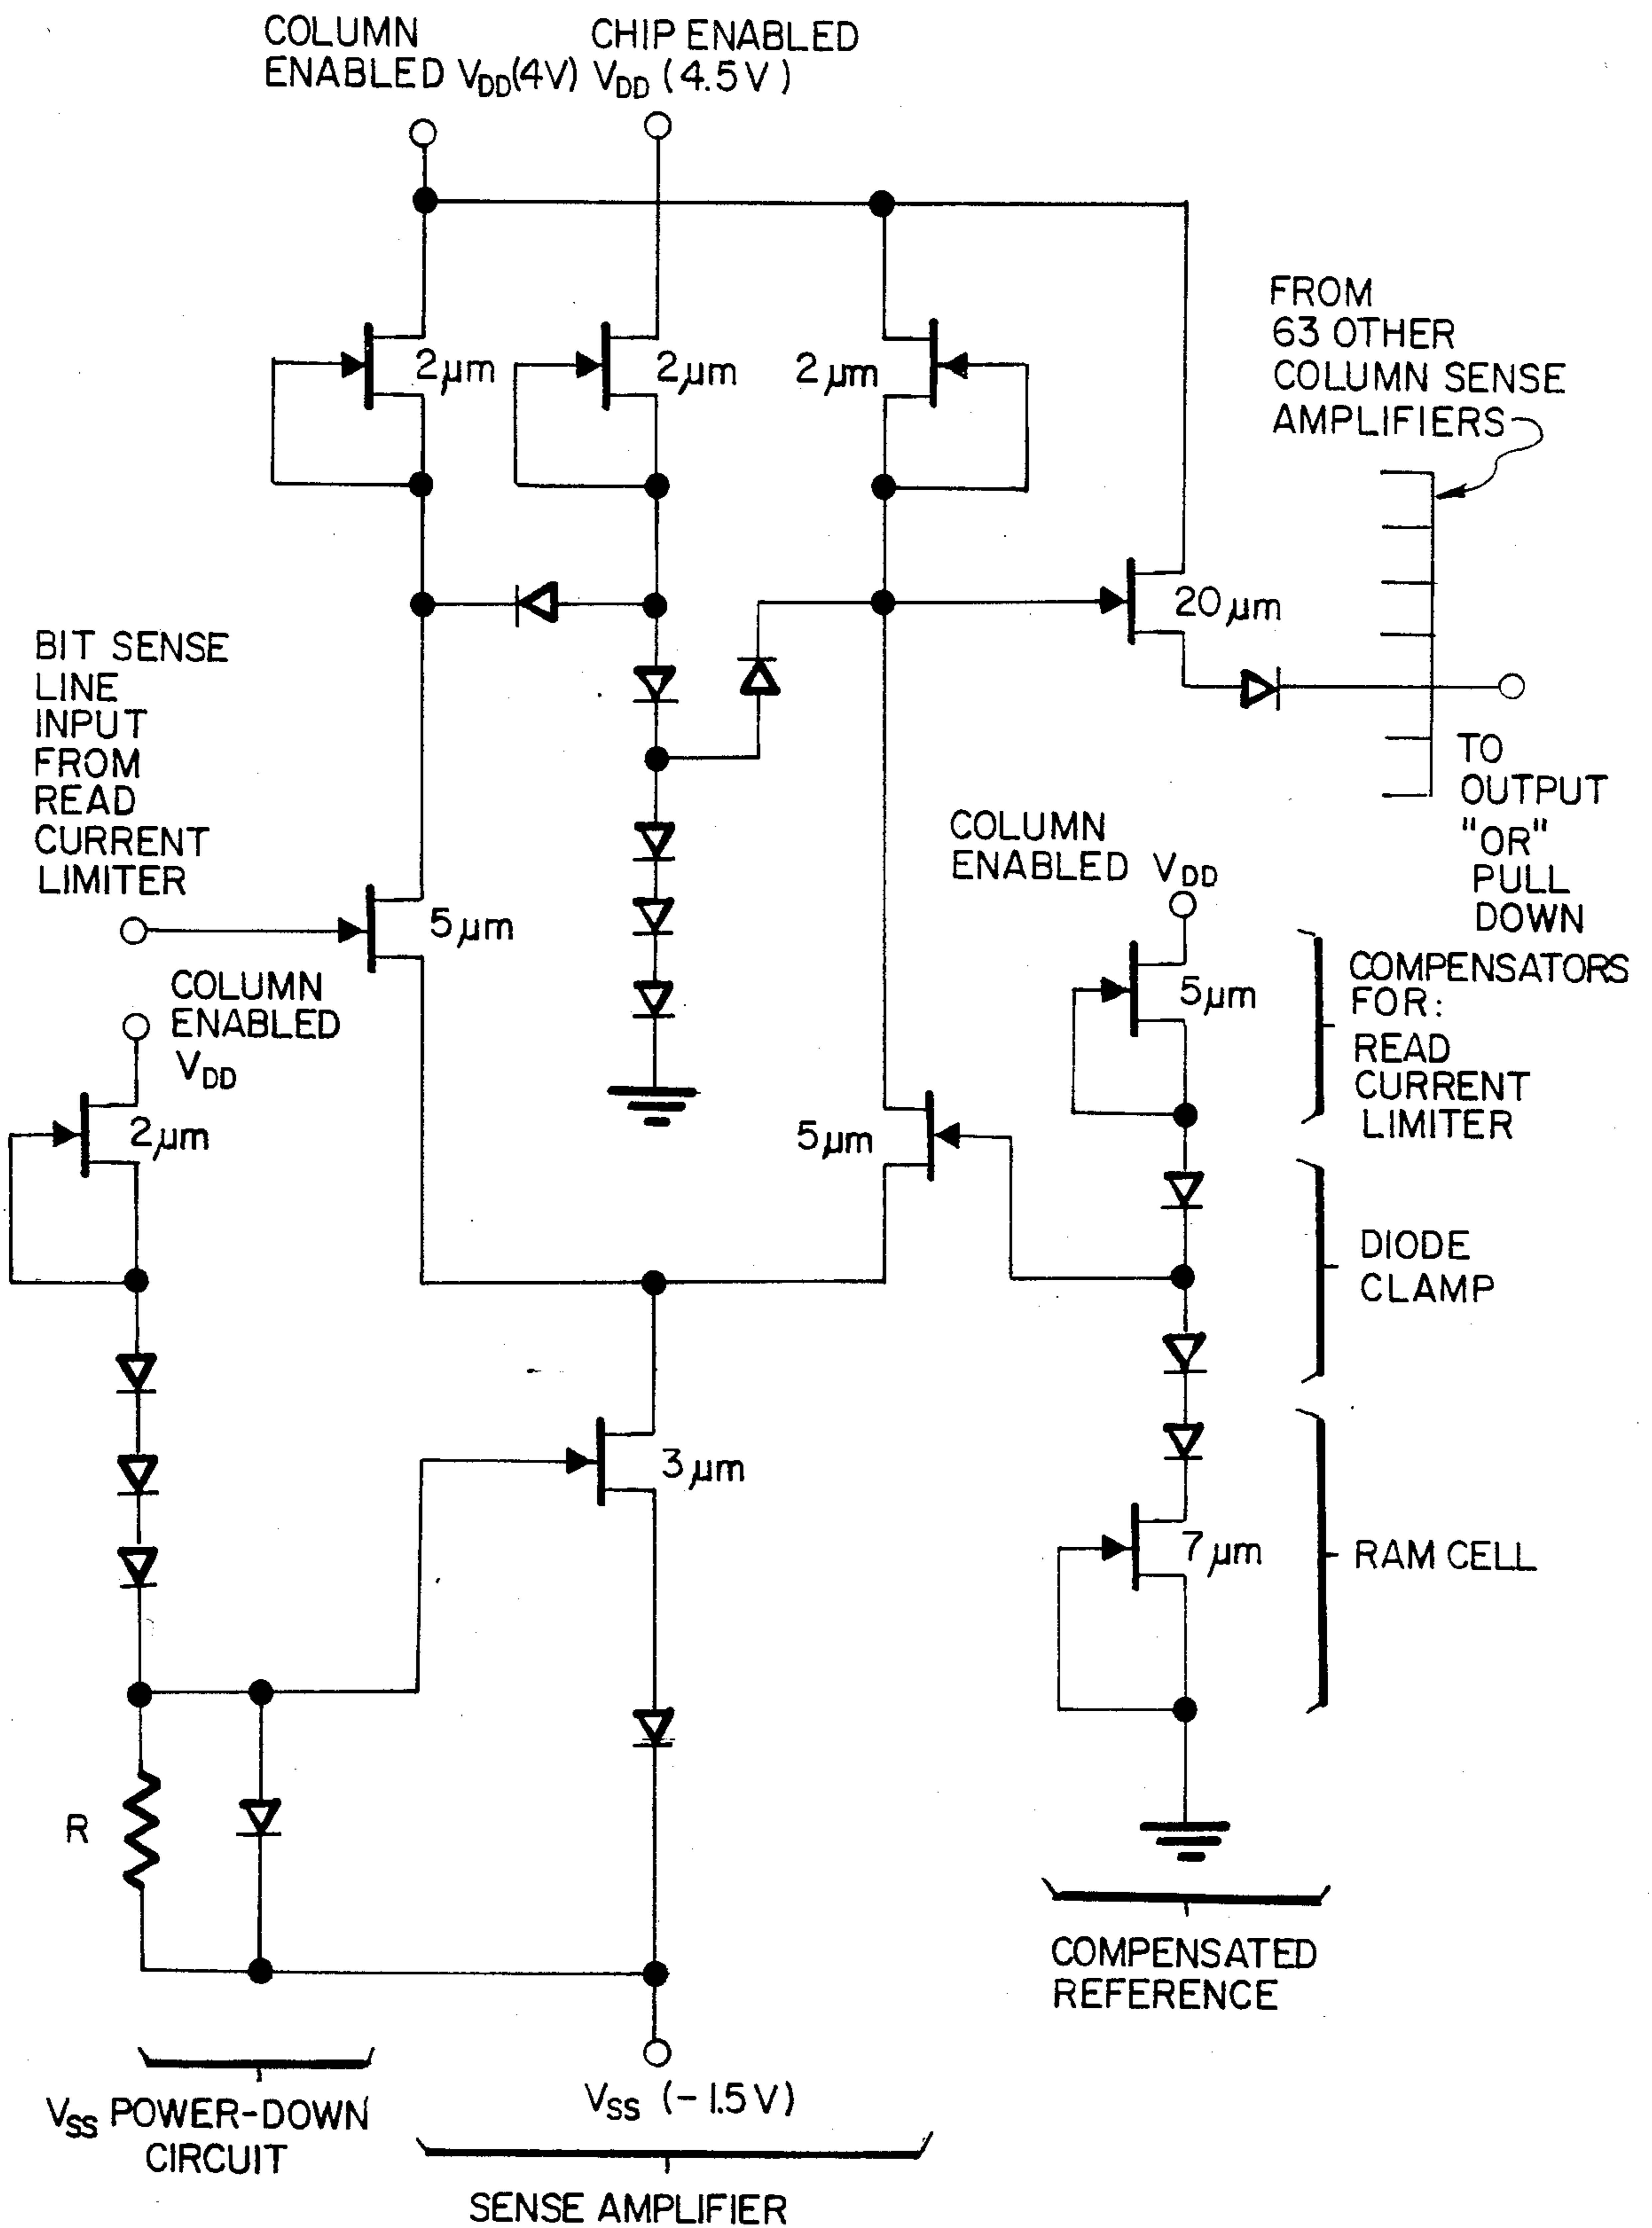 COLUMN
ENABLED VDD(4V)
CHIP ENABLED
VDD (4.5V)
2μm
2μm
2μm
FROM
63 OTHER
COLUMN SENSE
AMPLIFIERS
20μm
BIT SENSE
LINE
INPUT
FROM
READ
CURRENT
LIMITER
TO
OUTPUT
"OR"
PULL
DOWN
5μm
COLUMN
ENABLED VDD
COLUMN
ENABLED
VDD
5μm
COMPENSATORS
FOR:
READ
CURRENT
LIMITER
2μm
5μm
DIODE
CLAMP
3μm
7μm
RAM CELL
R
COMPENSATED
REFERENCE
VSS (-1.5V)
VSS POWER-DOWN
CIRCUIT
SENSE AMPLIFIER